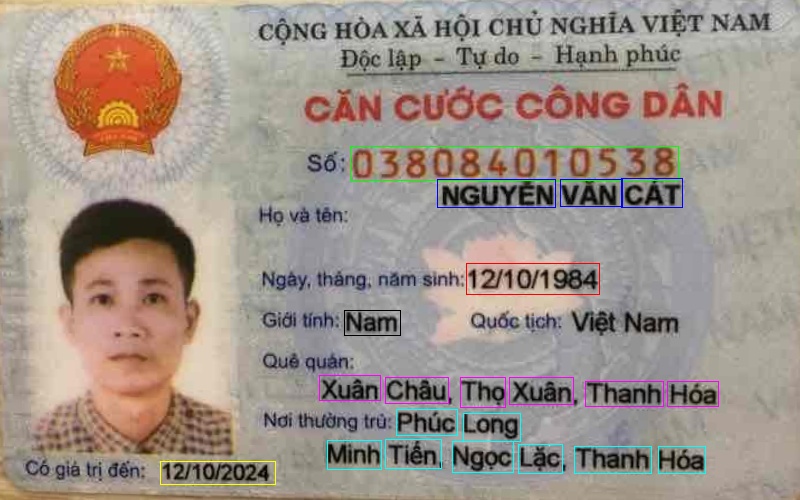 CỘNG HÒA XÃ HỘI CHỦ NGHĨA VIỆT NAM
Độc lập - Tự do - Hạnh phúc
CĂN CƯỚC CÔNG DÂN
Số: 038084010538
NGUYỄN VĂN CÁT
Họ và tên:
Ngày, tháng, năm sinh: 12/10/1984
Giới tính: Nam Quốc tịch: Việt Nam
Quê quán:
Xuân Châu, Thọ Xuân, Thanh Hóa
Nơi thường trú: Phúc Long
Minh Tiến, Ngọc Lặc, Thanh Hóa
Có giá trị đến: 12/10/2024